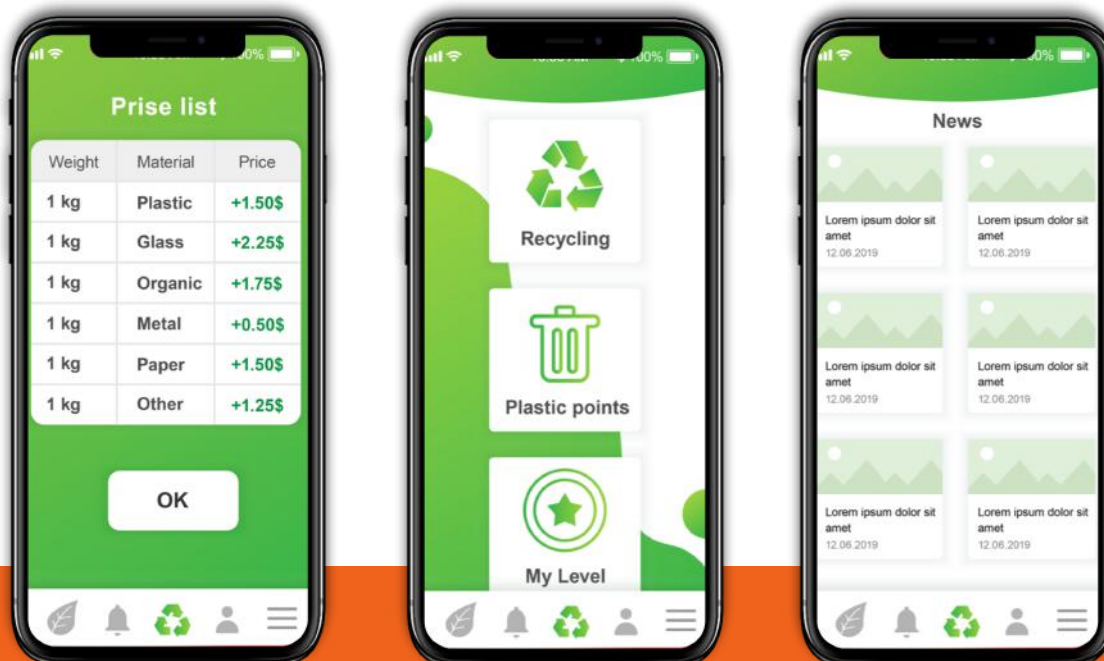 Prise list
Weight Material Price
1 kg Plastic +1.50$
1 kg Glass +2.25$
1 kg Organic +1.75$
1 kg Metal +0.50$
1 kg Paper +1.50$
1 kg Other +1.25$
OK
100%
Recycling
Plastic points
My Level
News
Lorem ipsum dolor sit
amet
12.06.2019
Lorem ipsum dolor sit
amet
12.06.2019
Lorem ipsum dolor sit
amet
12.06.2019
Lorem ipsum dolor sit
amet
12.06.2019
Lorem ipsum dolor sit
amet
12.06.2019
Lorem ipsum dolor sit
amet
12.06.2019